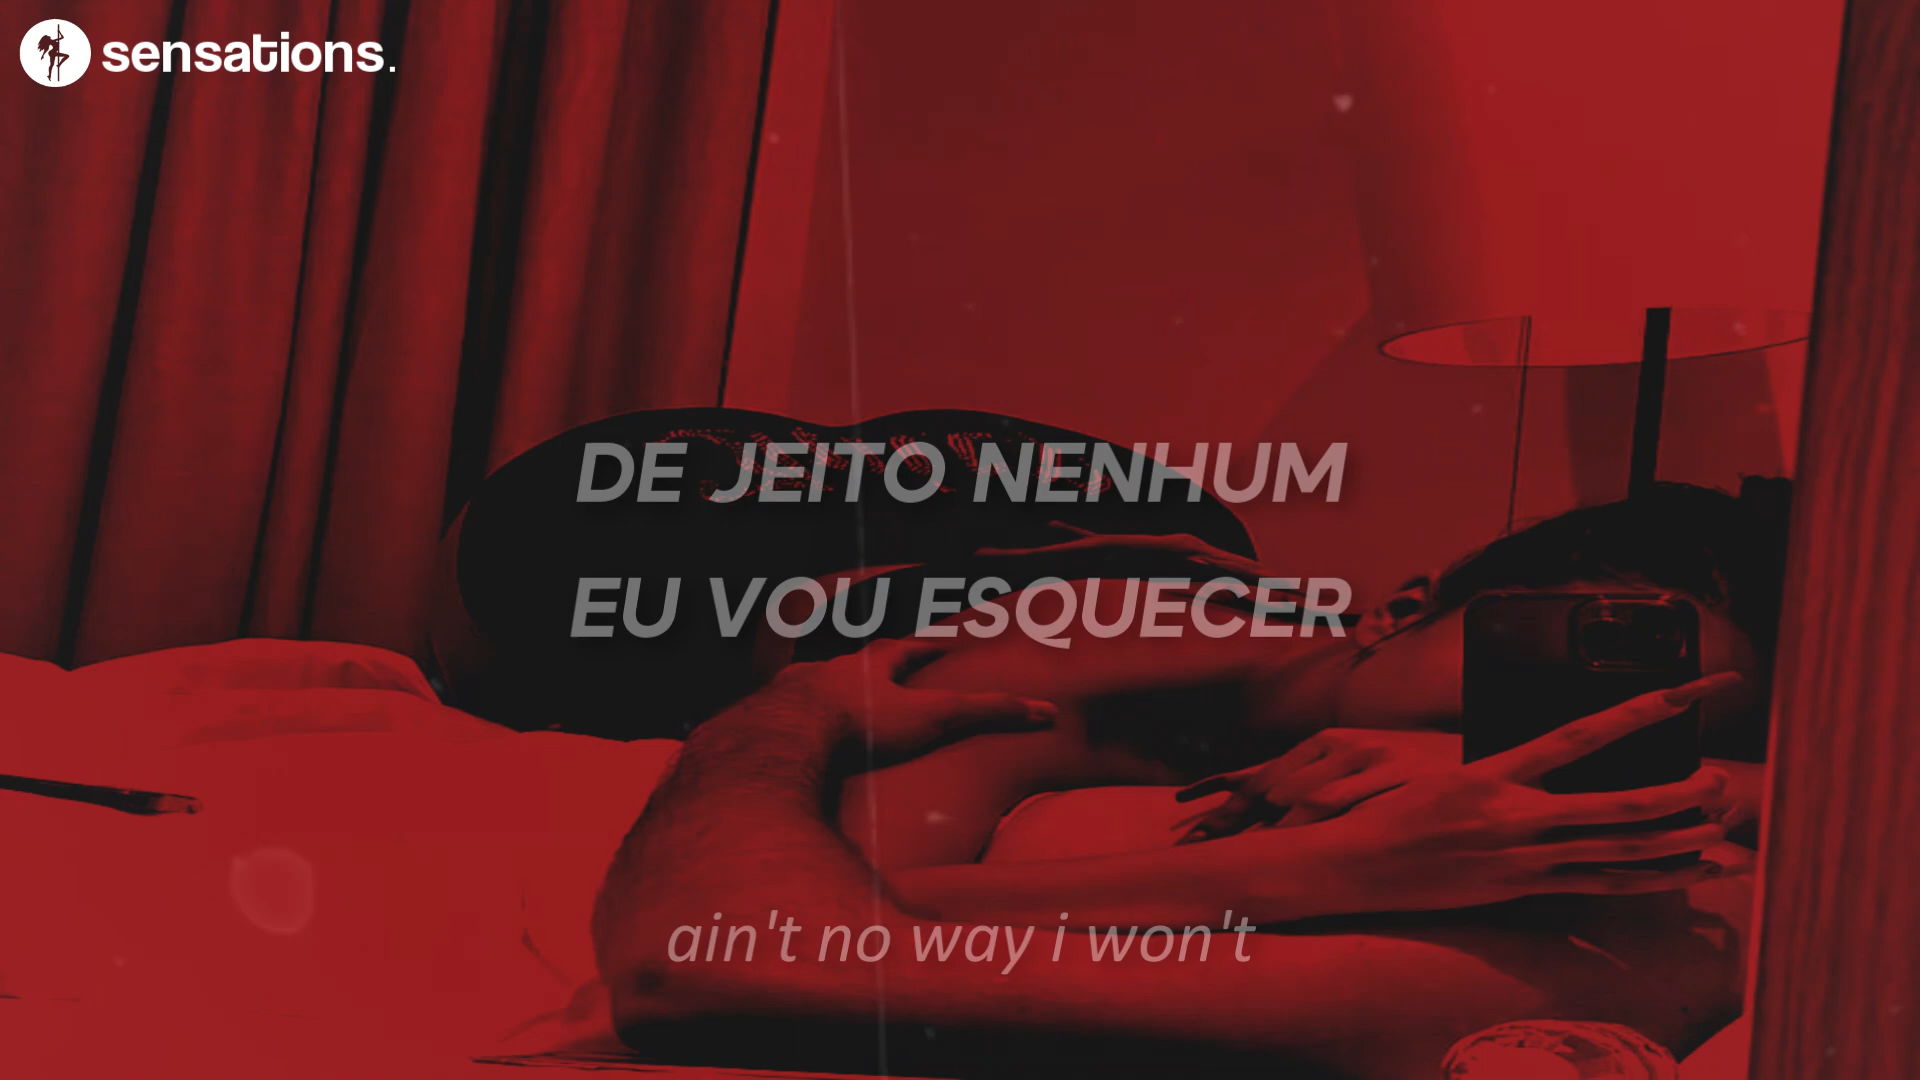 sensations.
DE JEITO NENHUM
EU VOU ESQUECER
ain't no way i won't